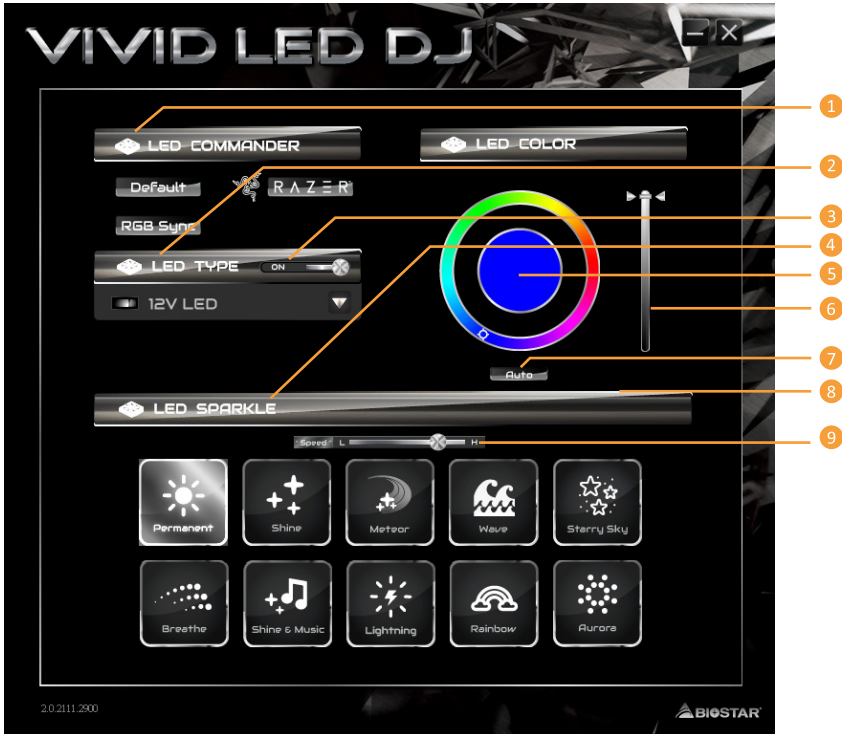 VIVID LED DJ
1
LED COMMANDER
LED COLOR
2
Default
RAZER
3
RGB Sync
4
LED TYPE
ON
5
12V LED
6
7
Auto
8
LED SPARKLE
9
Speed L H
Permanent
Shine
Meteor
Wave
Starry Sky
Breathe
Shine & Music
Lightning
Rainbow
Aurora
2.0.2111.2900
BIOSTAR